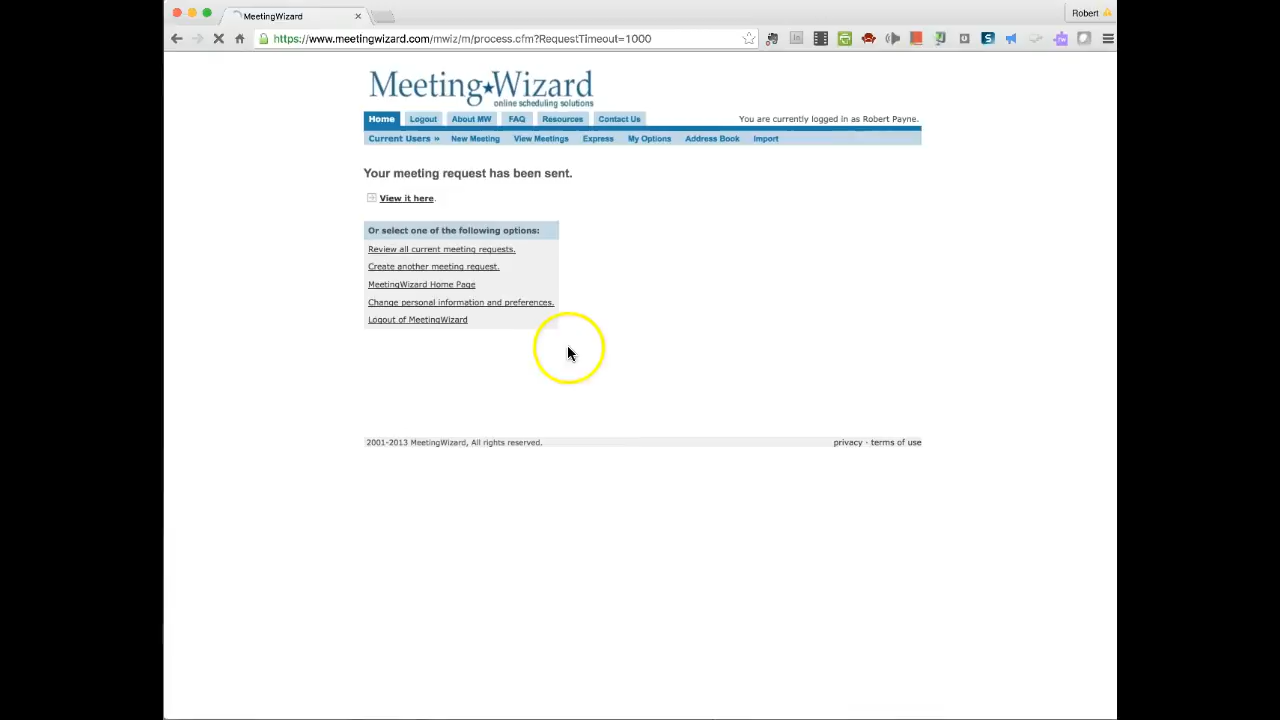 MeetingWizard
Robert
https://www.meetingwizard.com/mwiz/m/process.cfm?RequestTimeout=1000
Meeting Wizard
online scheduling solutions
Home Logout About MW FAQ Resources Contact Us You are currently logged in as Robert Payne.
Current Users » New Meeting View Meetings Express My Options Address Book Import
Your meeting request has been sent.
View it here.
Or select one of the following options:
Review all current meeting requests.
Create another meeting request.
MeetingWizard Home Page
Change personal information and preferences.
Logout of MeetingWizard
2001-2013 MeetingWizard, All rights reserved. privacy · terms of use